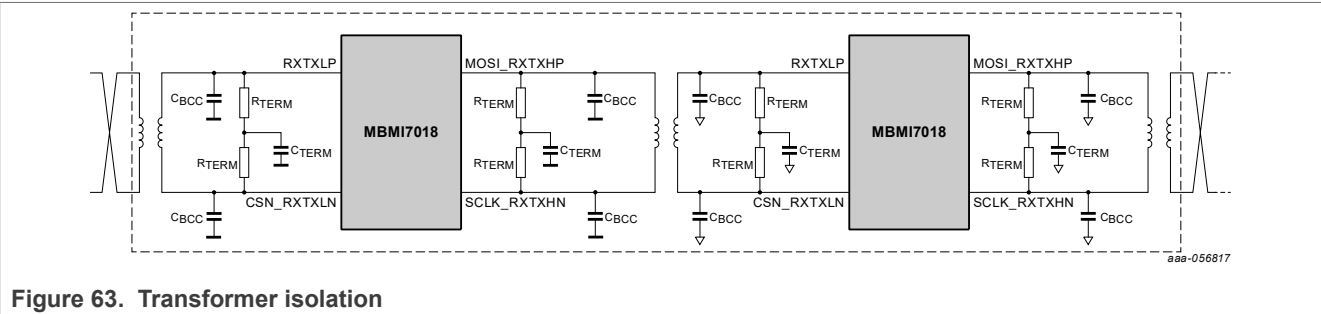 RXTXLP
MOSI_RXTXHP
RXTXLP
MOSI_RXTXHP
CBCC
RTERM
RTERM
CBCC
CBCC
RTERM
RTERM
CBCC
MBMI7018
MBMI7018
CTERM
CTERM
CTERM
CTERM
RTERM
RTERM
RTERM
RTERM
CBCC
CSN_RXTXLN
SCLK_RXTXHN
CBCC
CBCC
CSN_RXTXLN
SCLK_RXTXHN
CBCC
aaa-056817
Figure 63. Transformer isolation